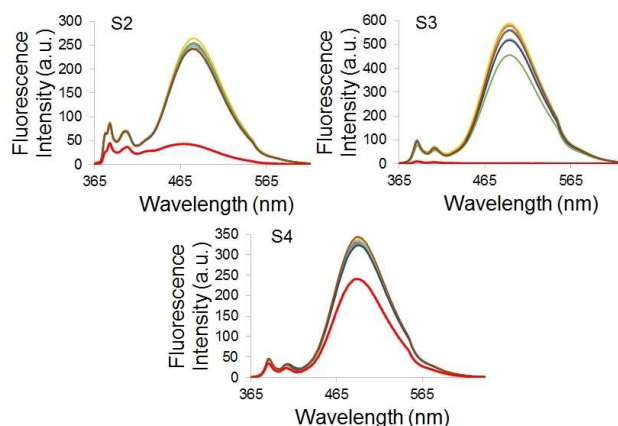 S2
Fluorescence
Intensity (a.u.)
300
250
200
150
100
50
0
365
465
565
Wavelength (nm)
S3
Fluorescence
Intensity (a.u.)
600
500
400
300
200
100
0
365
465
565
Wavelength (nm)
S4
Fluorescence
Intensity (a.u.)
350
300
250
200
150
100
50
0
365
465
565
Wavelength (nm)